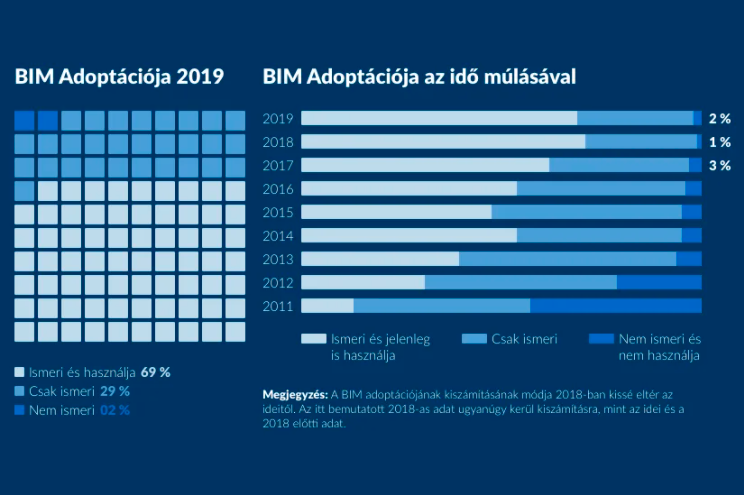 BIM Adoptációja 2019
Ismeri és használja 69 %
Csak ismeri 29 %
Nem ismeri 02 %
BIM Adoptációja az idő múlásával
2019 2 %
2018 1 %
2017 3 %
2016
2015
2014
2013
2012
2011
Ismeri és jelenleg
is használja
Csak ismeri
Nem ismeri és
nem használja
Megjegyzés: A BIM adoptációjának kiszámításának módja 2018-ban kissé eltér az
ideitől. Az itt bemutatott 2018-as adat ugyanúgy kerül kiszámításra, mint az idei és a
2018 előtti adat.